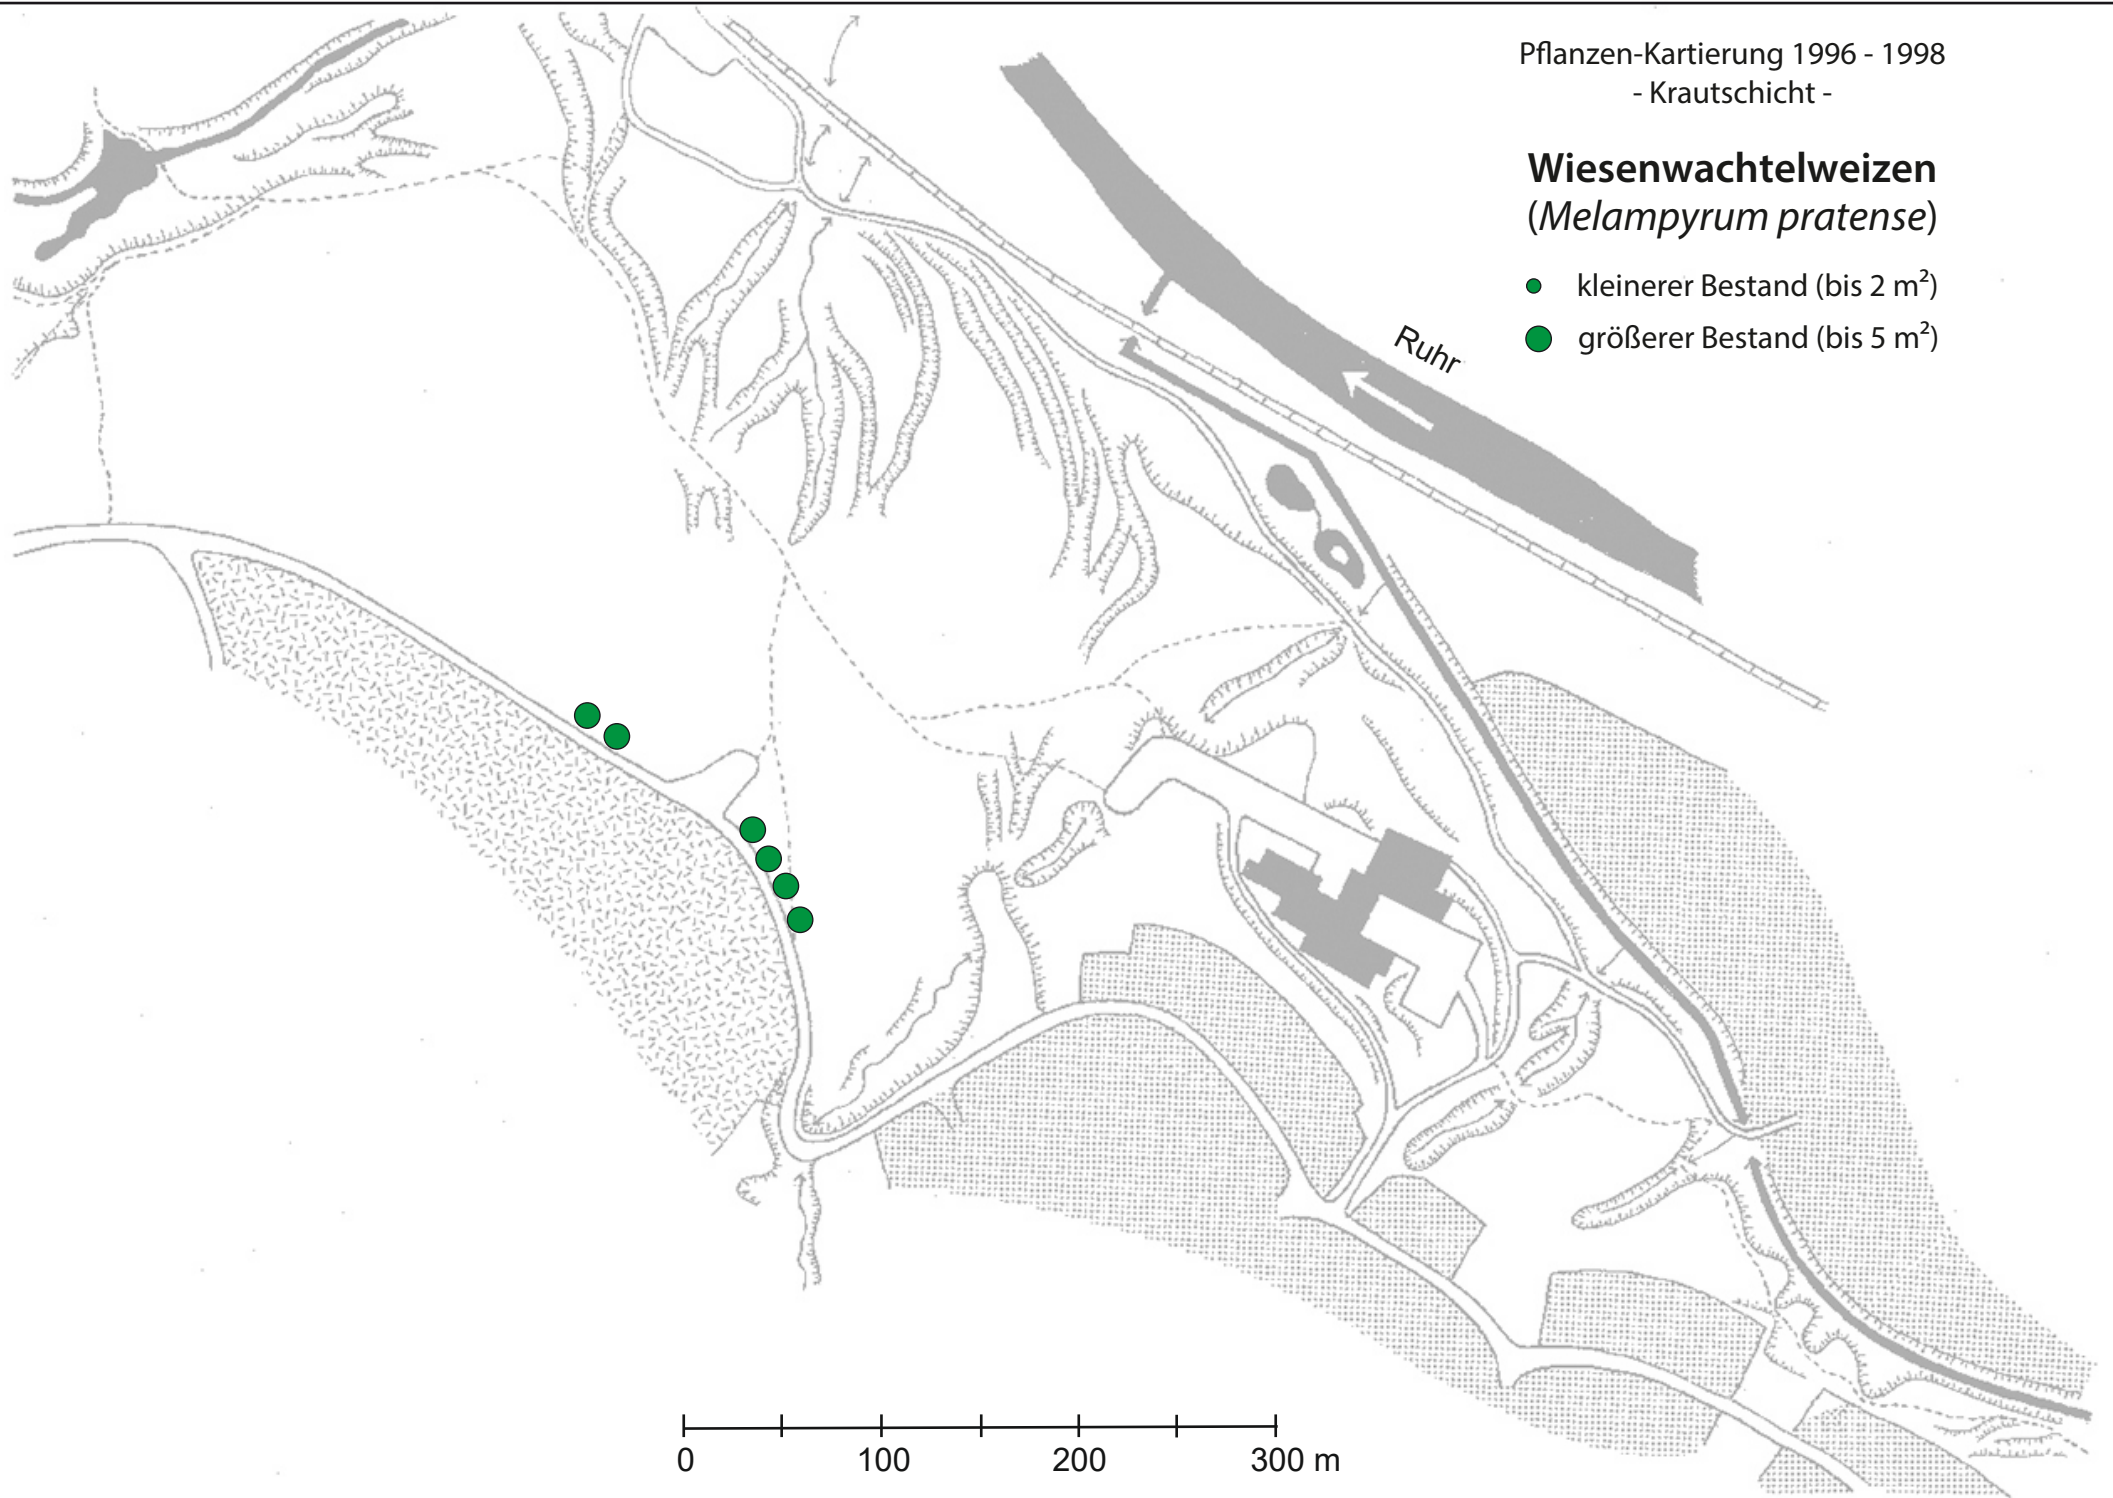 Pflanzen-Kartierung 1996 - 1998
- Krautschicht -
Wiesenwachtelweizen
(Melampyrum pratense)
kleinerer Bestand (bis 2 m²)
größerer Bestand (bis 5 m²)
Ruhr
0 100 200 300 m